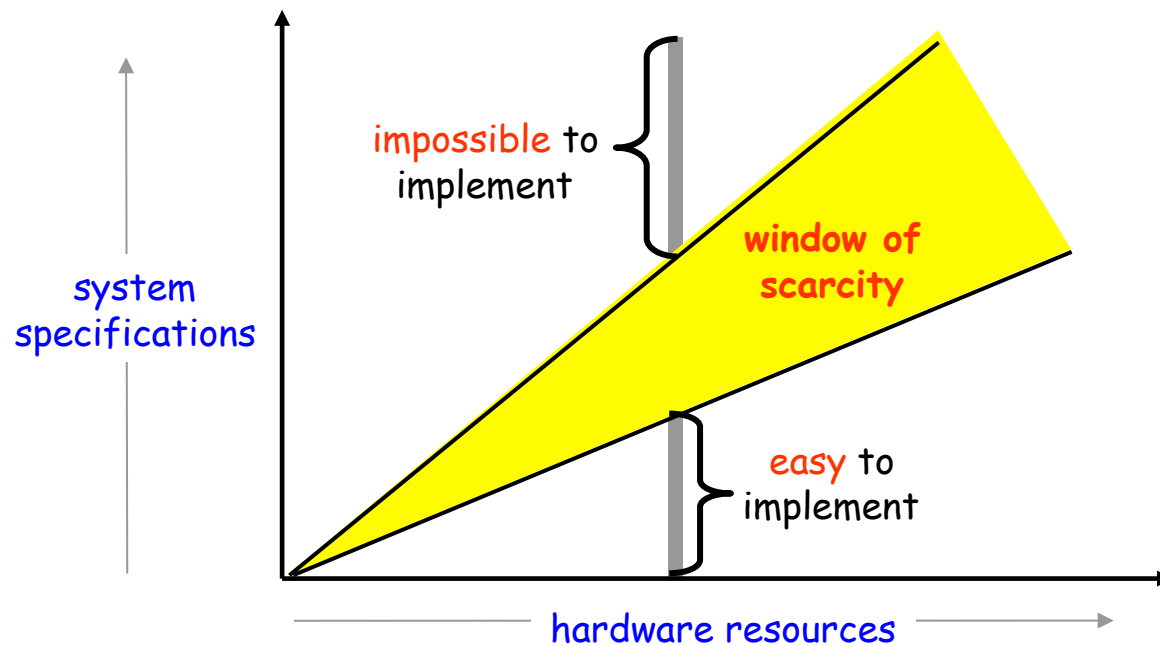 impossible to
implement
window of
scarcity
system
specifications
easy to
implement
hardware resources